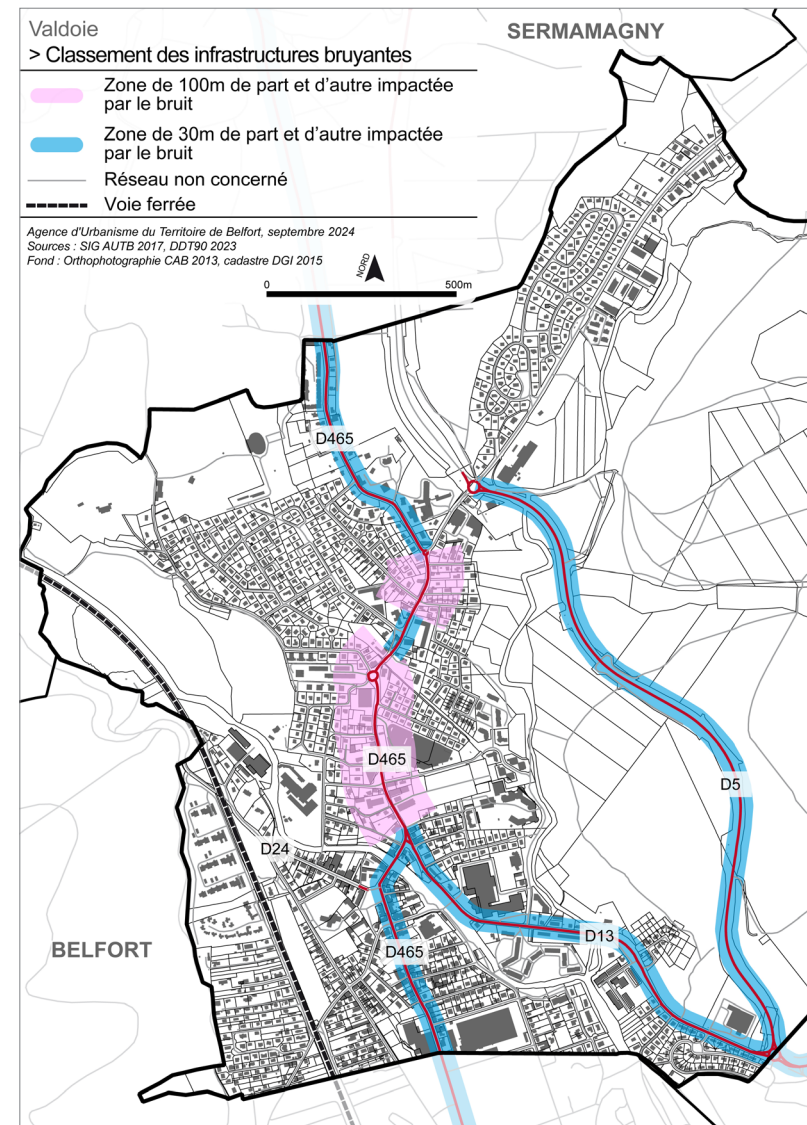 Valdoie
> Classement des infrastructures bruyantes
Zone de 100m de part et d'autre impactée
par le bruit
Zone de 30m de part et d'autre impactée
par le bruit
Réseau non concerné
Voie ferrée
Agence d'Urbanisme du Territoire de Belfort, septembre 2024
Sources : SIG AUTB 2017, DDT90 2023
Fond : Orthophotographie CAB 2013, cadastre DGI 2015
NORD
0 500m
SERMAMAGNY
D465
D465
D5
D24
D13
BELFORT
D465